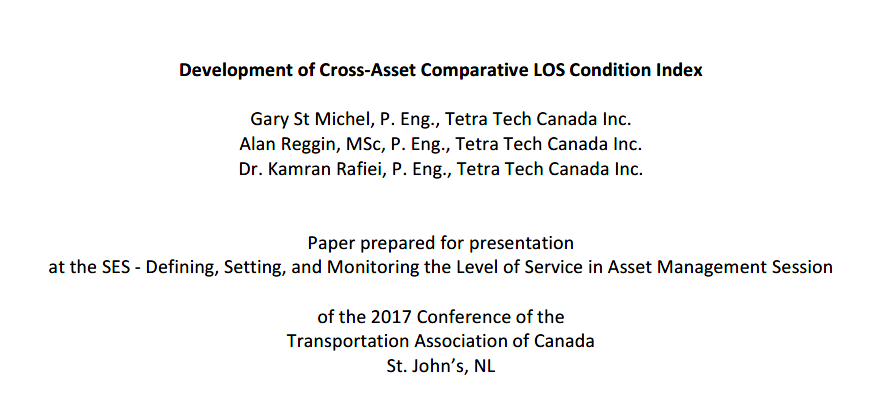 Development of Cross-Asset Comparative LOS Condition Index
Gary St Michel, P. Eng., Tetra Tech Canada Inc.
Alan Reggin, MSc, P. Eng., Tetra Tech Canada Inc.
Dr. Kamran Rafiei, P. Eng., Tetra Tech Canada Inc.
Paper prepared for presentation
at the SES - Defining, Setting, and Monitoring the Level of Service in Asset Management Session
of the 2017 Conference of the
Transportation Association of Canada
St. John’s, NL